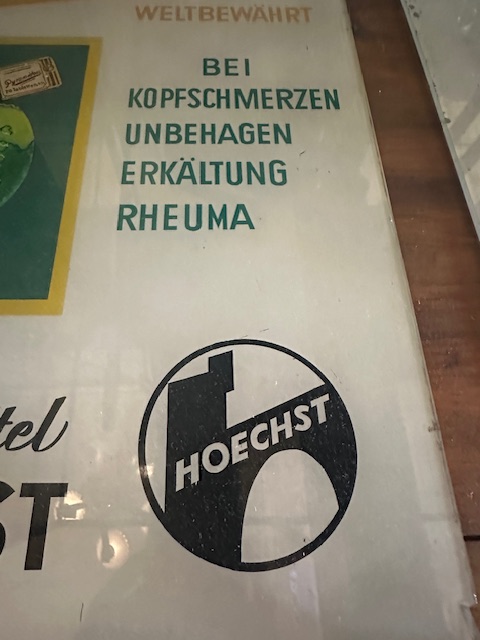 WELTBEWÄHRT
BEI
KOPFSCHMERZEN
UNBEHAGEN
ERKÄLTUNG
RHEUMA
HOECHST